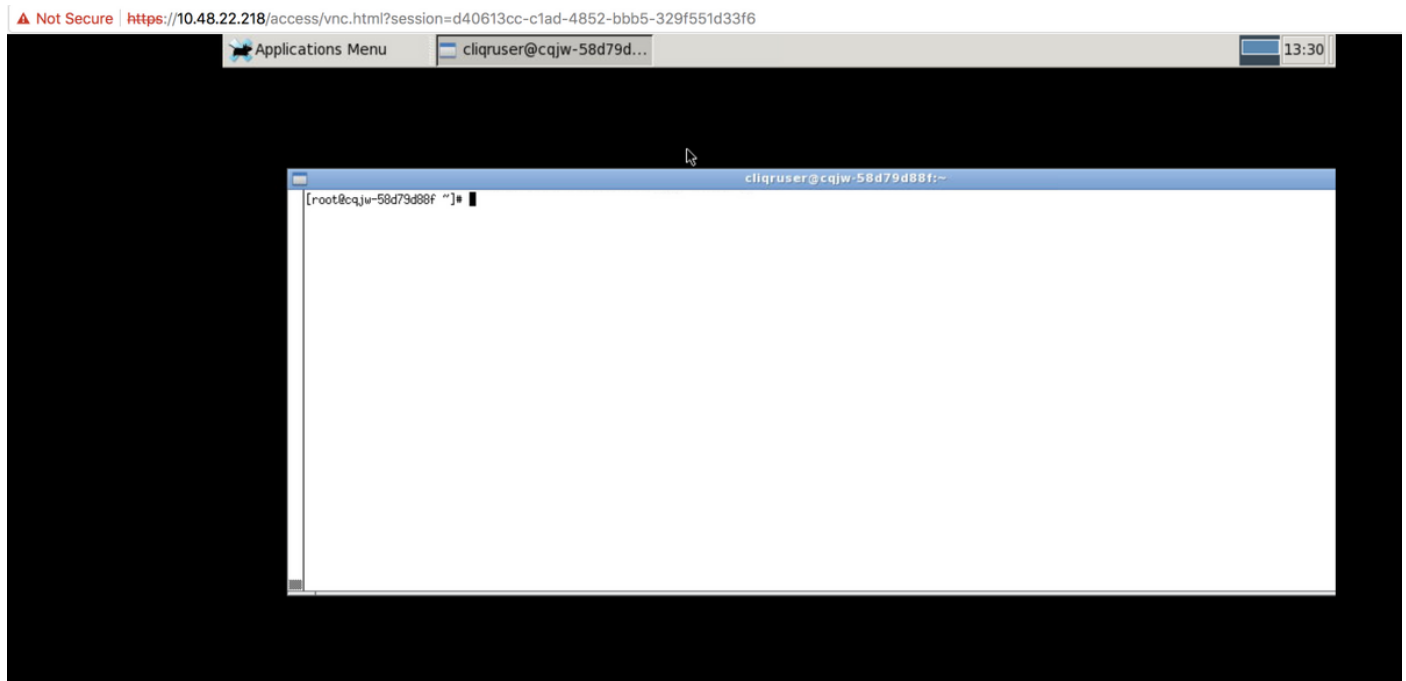 Not Secure https://10.48.22.218/access/vnc.html?session=d40613cc-c1ad-4852-bbb5-329f551d33f6
Applications Menu cliqruser@cqjw-58d79d... 13:30
cliqruser@cqjw-58d79d88f:~
[root@cqjw-58d79d88f ~]#